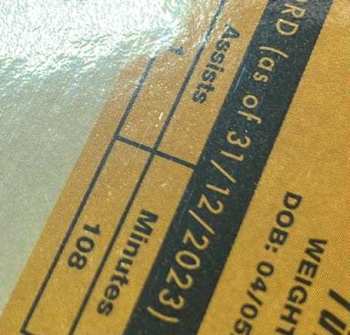 WEIGHT
DOB: 04/05
RD (as of 31/12/2023)
Assists Minutes
108